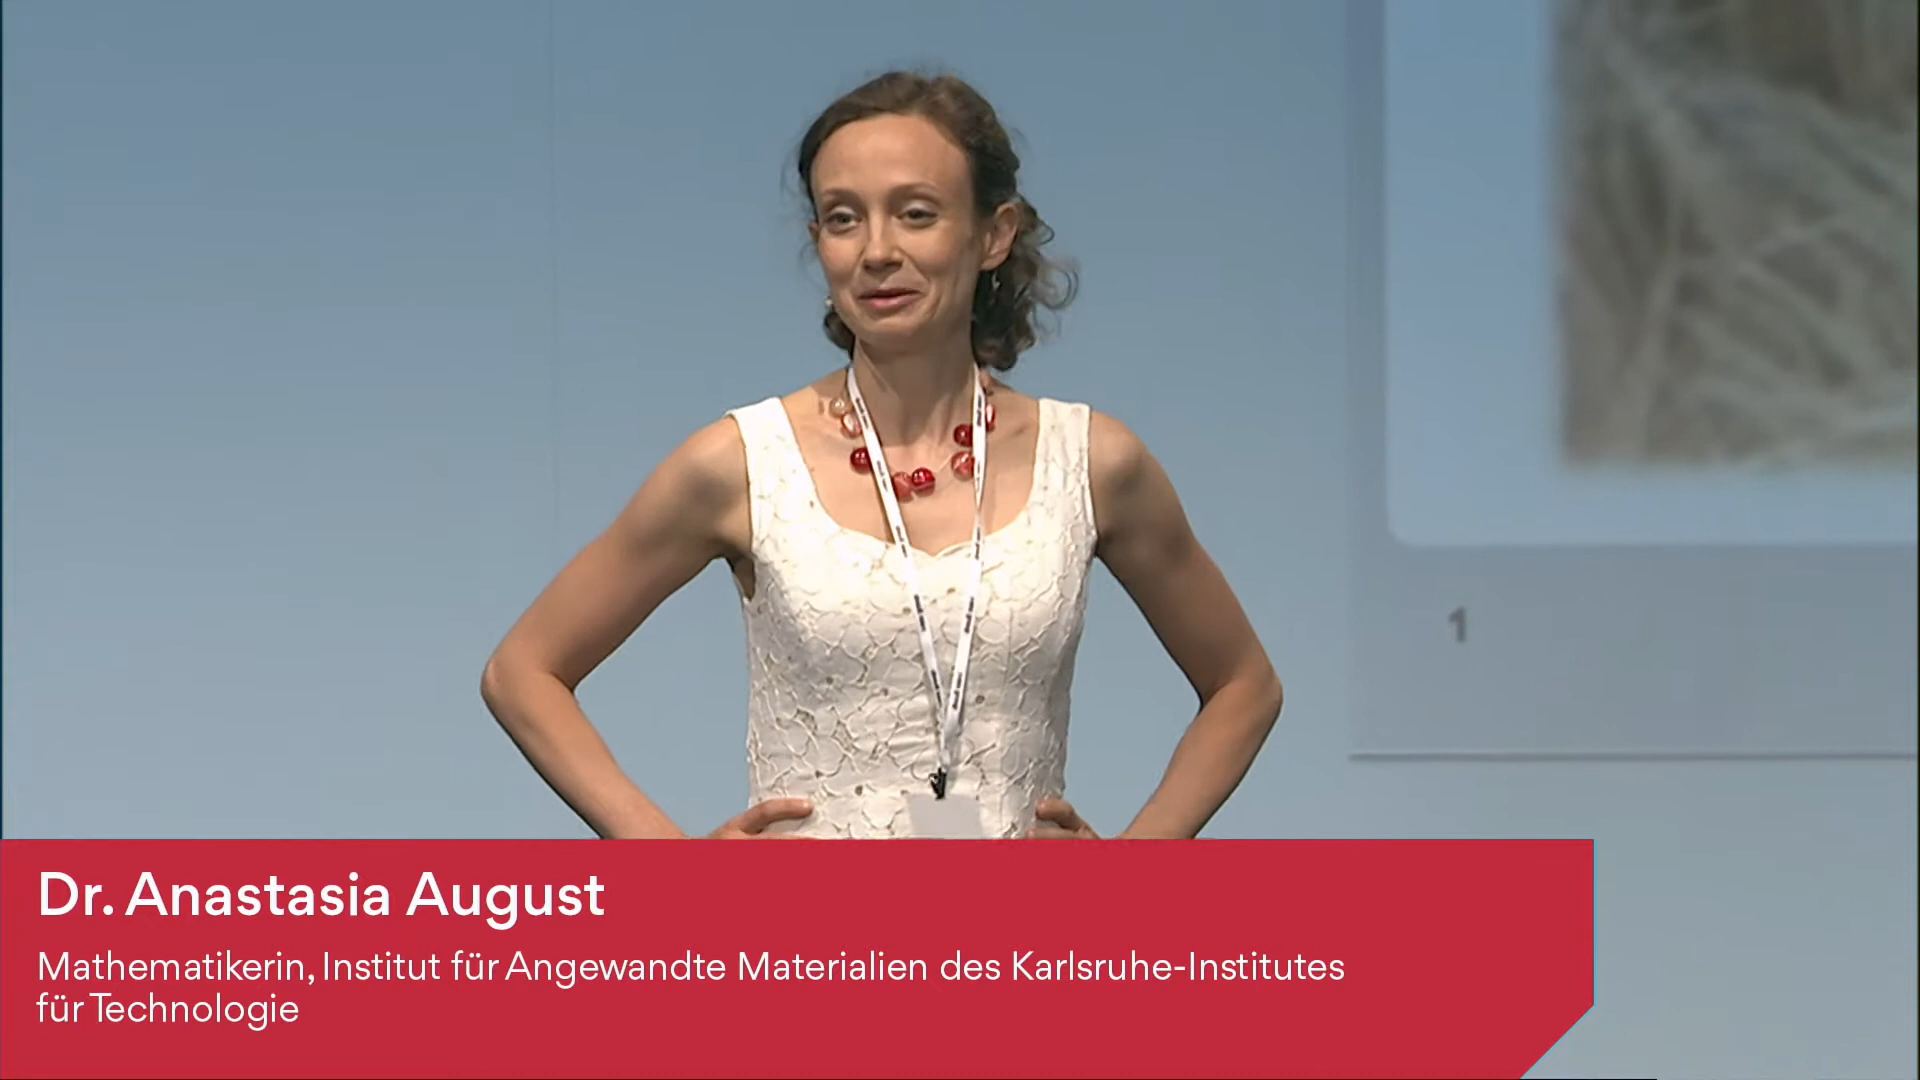 1
Dr. Anastasia August
Mathematikerin, Institut für Angewandte Materialien des Karlsruhe-Institutes
für Technologie